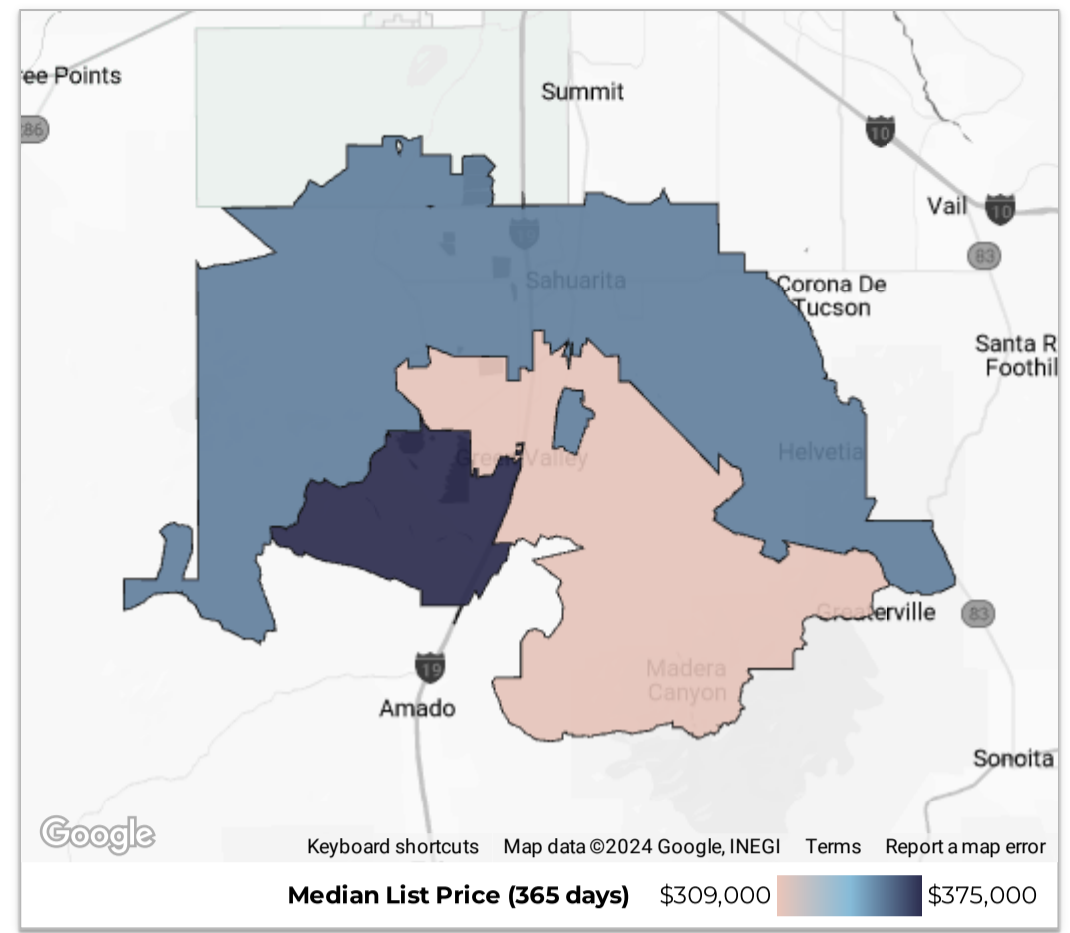 ree Points
86
Summit
10
Vail
10
83
Sahuarita
Corona De
Tucson
Santa R
Foothil
Green Valley
Helvetia
Greaterville
83
Madera
Canyon
19
Amado
Sonoita
Google
Keyboard shortcuts Map data ©2024 Google, INEGI Terms Report a map error
Median List Price (365 days) $309,000 $375,000